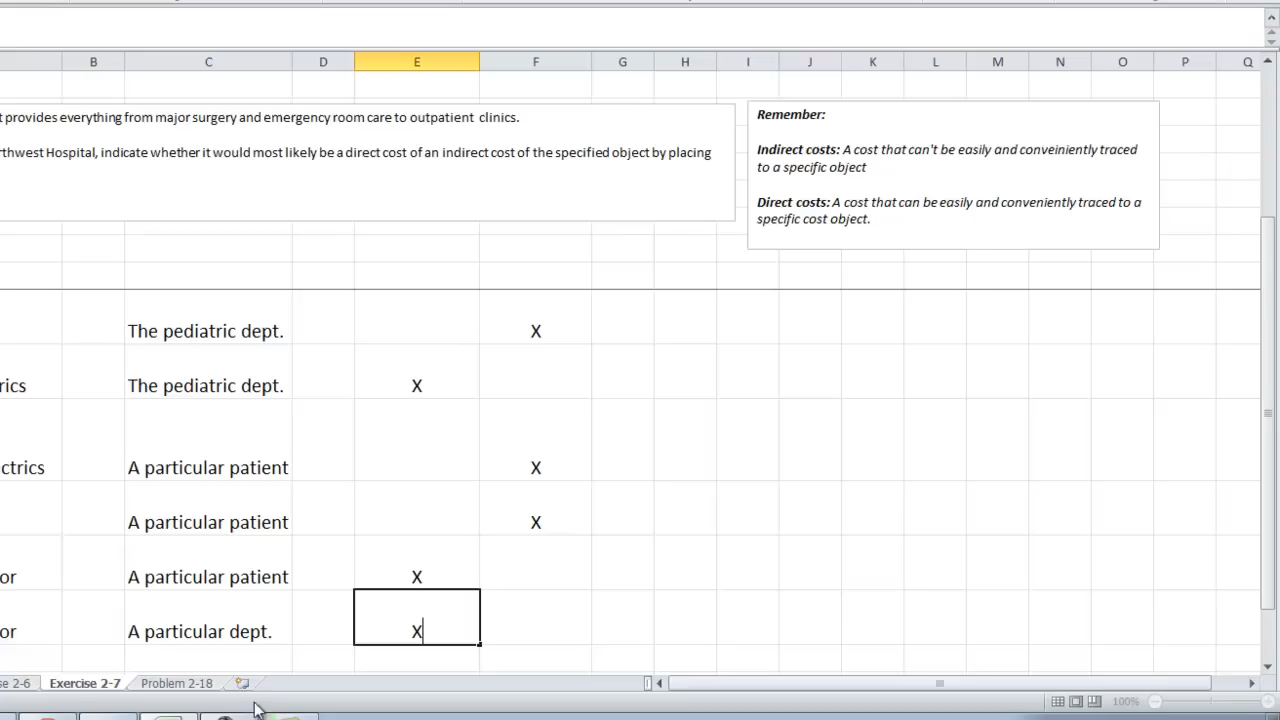 B C D E F G H I J K L M N O P Q
t provides everything from major surgery and emergency room care to outpatient clinics.
rthwest Hospital, indicate whether it would most likely be a direct cost of an indirect cost of the specified object by placing
Remember:
Indirect costs: A cost that can't be easily and conveiniently traced
to a specific object
Direct costs: A cost that can be easily and conveniently traced to a
specific cost object.
The pediatric dept. X
rics The pediatric dept. X
ctrics A particular patient X
A particular patient X
or A particular patient X
or A particular dept. X
se 2-6 Exercise 2-7 Problem 2-18
100%